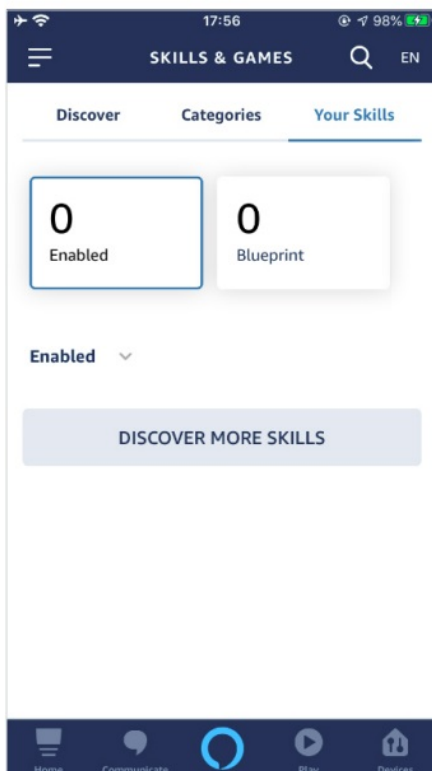 17:56 98%
SKILLS & GAMES EN
Discover Categories Your Skills
0 0
Enabled Blueprint
Enabled
DISCOVER MORE SKILLS
Home Communicate Play Devices